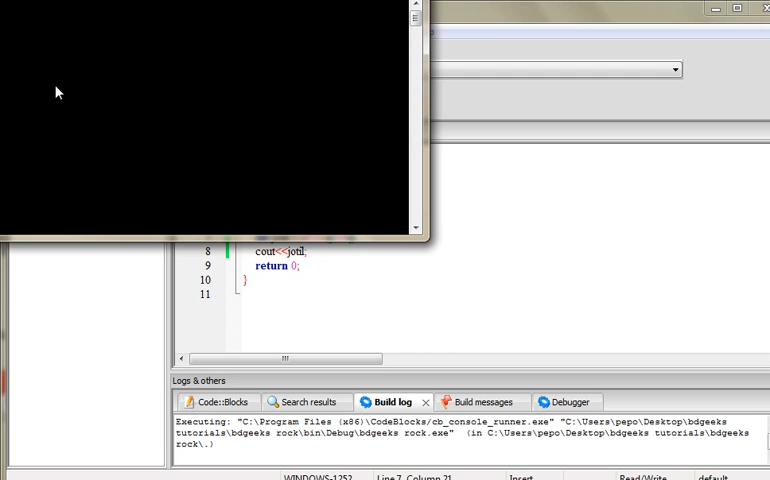 8 cout<<jotil;
9 return 0;
10 }
11
Logs & others
Code::Blocks Search results Build log Build messages Debugger
Executing: "C:\Program Files (x86)\CodeBlocks/cb_console_runner.exe" "C:\Users\pepo\Desktop\bdgeeks
tutorials\bdgeeks rock\bin\Debug\bdgeeks rock.exe" (in C:\Users\pepo\Desktop\bdgeeks tutorials\bdgeeks
rock\.)
WINDOWS-1252 Line 7, Column 21 Insert Read/Write default